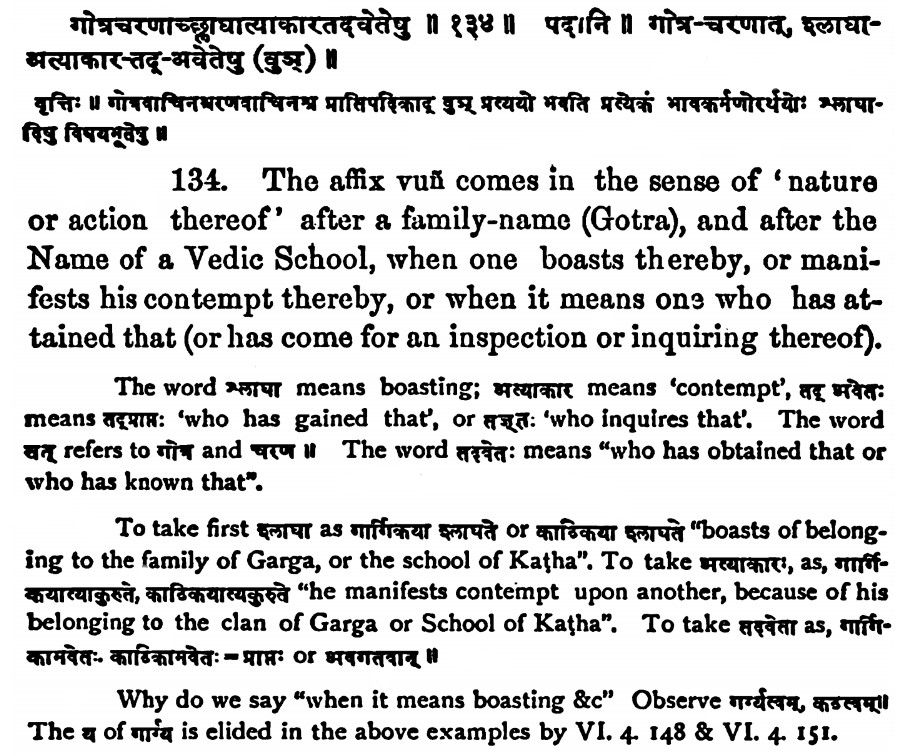 गोत्रचरणाच्छ्लाघात्याकारतदवेतेषु ॥ १३४ ॥ पदानि ॥ गोत्र-चरणात्, श्लाघा-
अत्याकार-तद्-अवेतेषु (वुञ्) ॥
वृत्तिः ॥ गोत्रवाचिनश्चरणवाचिनश्च प्रातिपदिकाद् वुञ् प्रत्ययो भवति प्रत्येकं भावकर्मणोरर्थयोः श्लाघा-
दिषु विषयभूतेषु ॥
134. The affix vuñ comes in the sense of ‘nature
or action thereof’ after a family-name (Gotra), and after the
Name of a Vedic School, when one boasts thereby, or mani-
fests his contempt thereby, or when it means one who has at-
tained that (or has come for an inspection or inquiring thereof).
The word श्लाघा means boasting; अत्याकार means ‘contempt’, तद् अवेतः
means तद्प्राप्तः ‘who has gained that’, or तज्ज्ञतः ‘who inquires that’. The word
तत् refers to गोत्र and चरण ॥ The word तदवेतः means “who has obtained that or
who has known that”.
To take first श्लाघा as गार्गिकया श्लाघते or काठिकया श्लाघते “boasts of belong-
ing to the family of Garga, or the school of Kaṭha”. To take अत्याकारः, as, गार्गि-
कयात्याकुरुते, काठिकयात्यकुरुते “he manifests contempt upon another, because of his
belonging to the clan of Garga or School of Kaṭha”. To take तदवेता as, गार्गि-
कामवेतः. काठिकामवेतः = प्राप्तः or अवगतवान् ॥
Why do we say “when it means boasting &c” Observe गर्ग्यत्वम्, कठत्वम्॥
The य of गार्ग्य is elided in the above examples by VI. 4. 148 & VI. 4. 151.